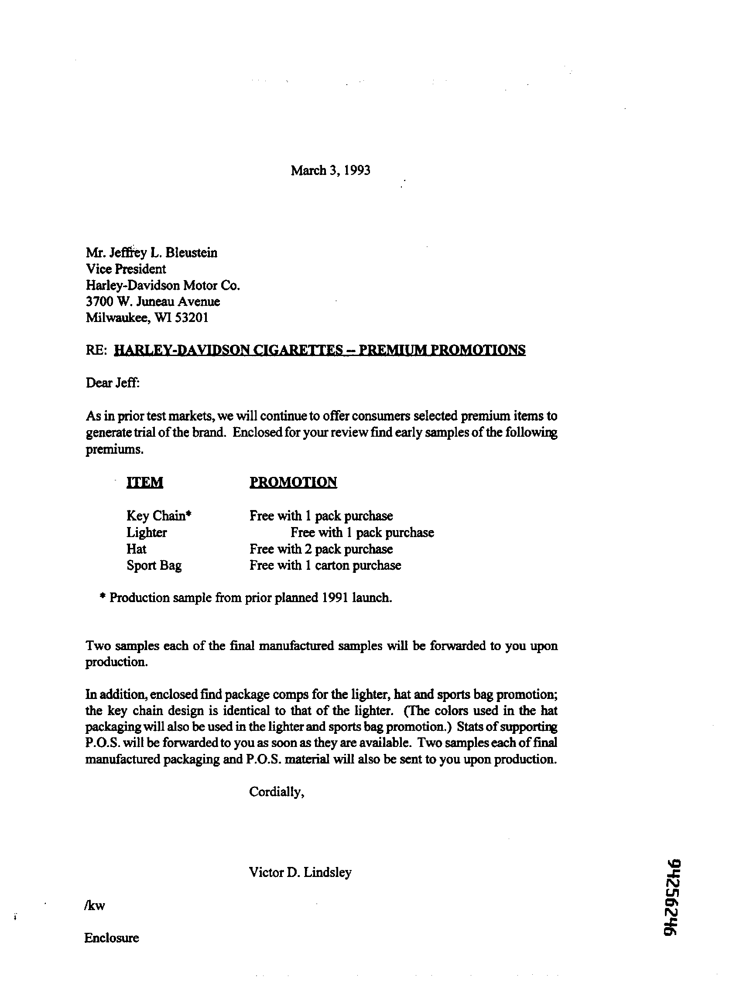 March 3, 1993
Mr. Jeffrey L. Bleustein
Vice President
Harley-Davidson Motor Co.
3700 W. Juneau Avenue
Milwaukee, WI 53201
RE: HARLEY-DAVIDSON CIGARETTES -- PREMIUM PROMOTIONS
Dear Jeff:
As in prior test markets, we will continue to offer consumers selected premium items to
generate trial of the brand. Enclosed for your review find early samples of the following
premiums.
ITEM PROMOTION
Key Chain* Free with 1 pack purchase
Lighter Free with 1 pack purchase
Hat Free with 2 pack purchase
Sport Bag Free with 1 carton purchase
* Production sample from prior planned 1991 launch.
Two samples each of the final manufactured samples will be forwarded to you upon
production.
In addition, enclosed find package comps for the lighter, hat and sports bag promotion;
the key chain design is identical to that of the lighter. (The colors used in the hat
packaging will also be used in the lighter and sports bag promotion.) Stats of supporting
P.O.S. will be forwarded to you as soon as they are available. Two samples each of final
manufactured packaging and P.O.S. material will also be sent to you upon production.
Cordially,
Victor D. Lindsley
/kw
Enclosure
94256246